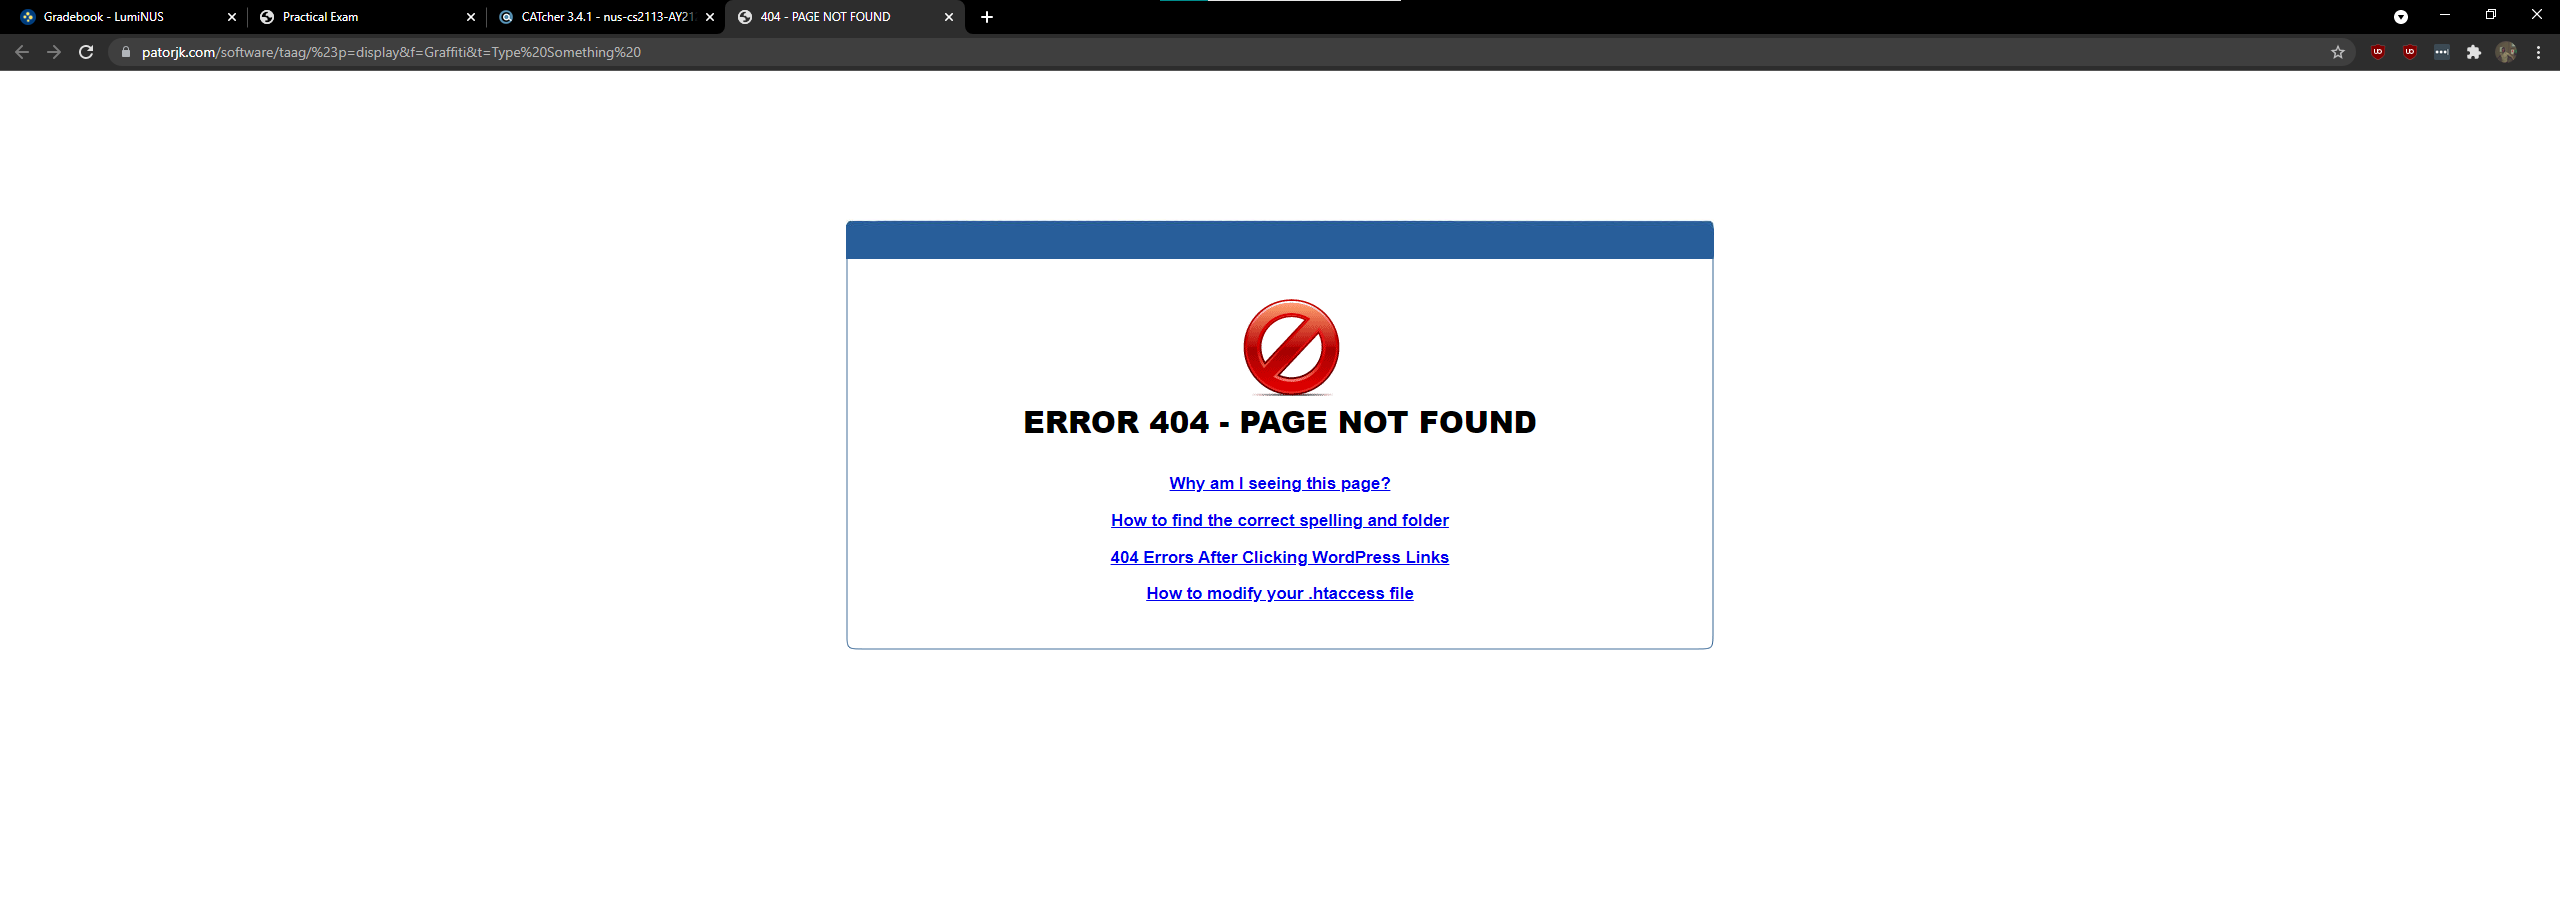 Gradebook - LumiNUS
Practical Exam
CATcher 3.4.1 - nus-cs2113-AY21
404 - PAGE NOT FOUND
patorjk.com/software/taag/%23p=display&f=Graffiti&t=Type%20Something%20
ERROR 404 - PAGE NOT FOUND
Why am I seeing this page?
How to find the correct spelling and folder
404 Errors After Clicking WordPress Links
How to modify your .htaccess file